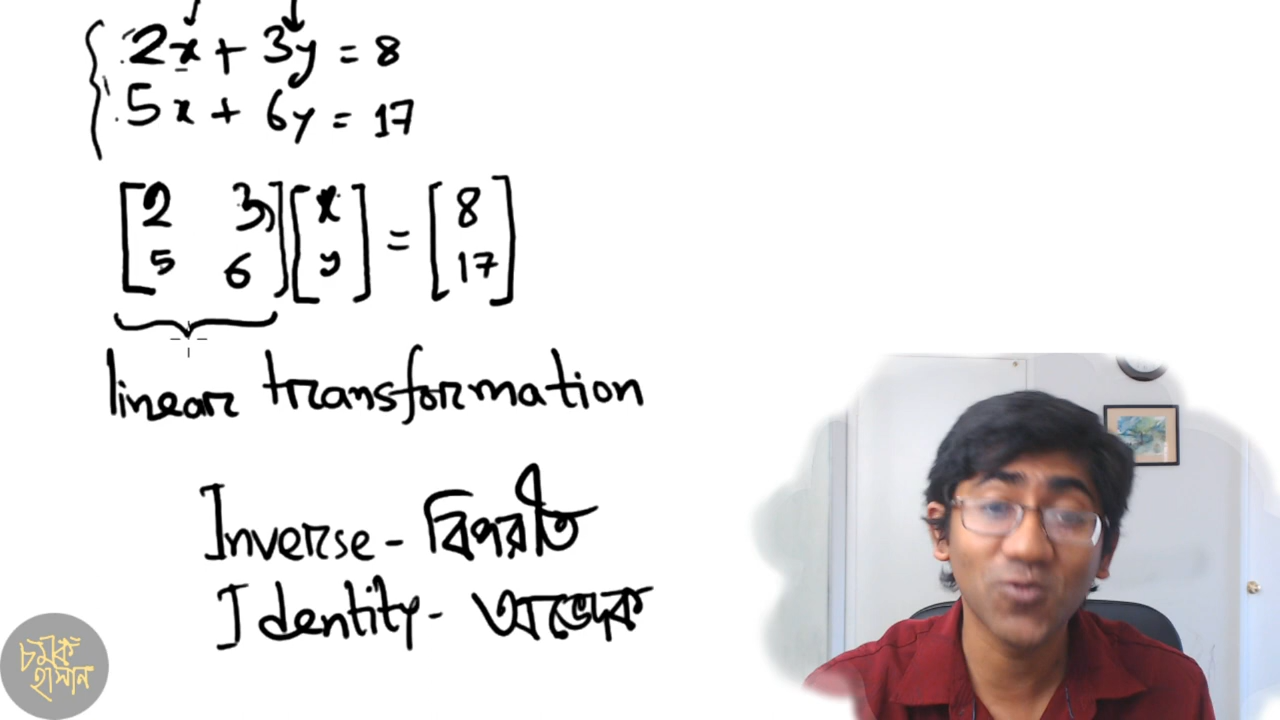 2x + 3y = 8
5x + 6y = 17
[2 3] [x] = [8]
[5 6] [y] = [17]
linear transformation
Inverse - বিপরীত
Identity - অভেদক
চমক
হাসান